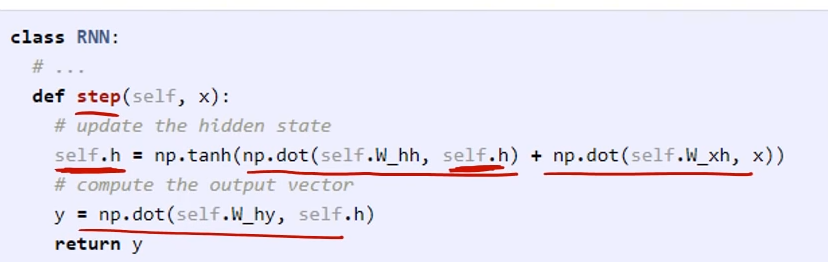 class RNN:
# ...
def step(self, x):
# update the hidden state
self.h = np.tanh(np.dot(self.W_hh, self.h) + np.dot(self.W_xh, x))
# compute the output vector
y = np.dot(self.W_hy, self.h)
return y